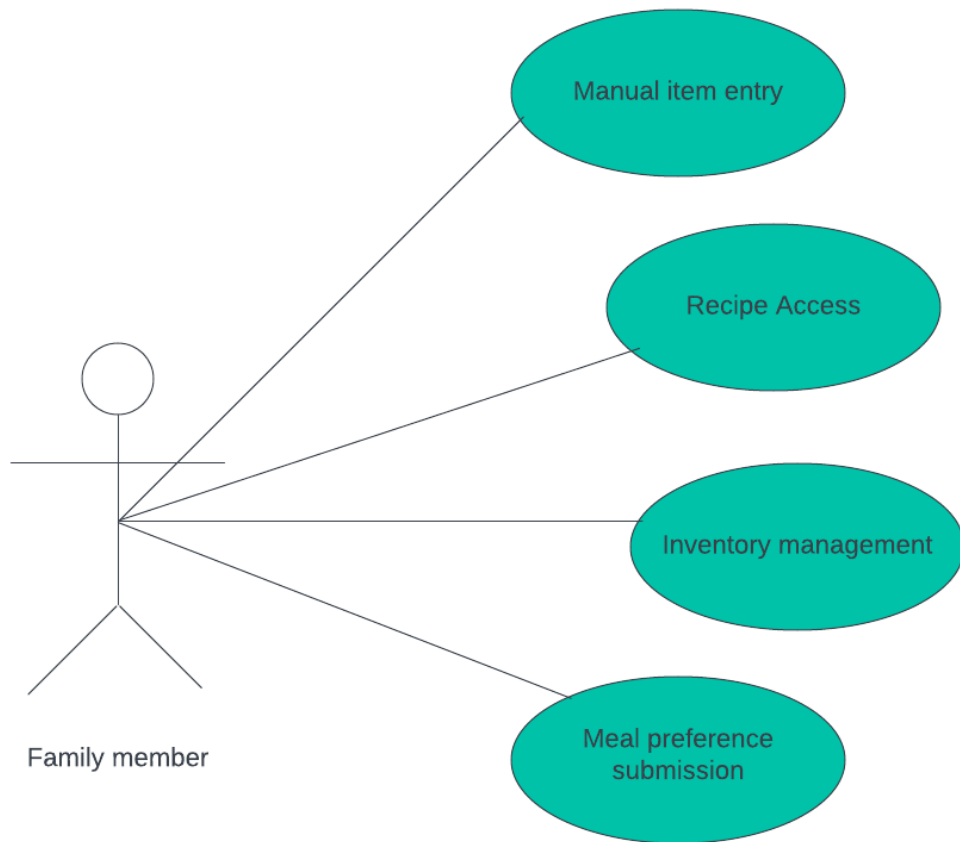 Manual item entry
Recipe Access
Inventory management
Meal preference
submission
Family member